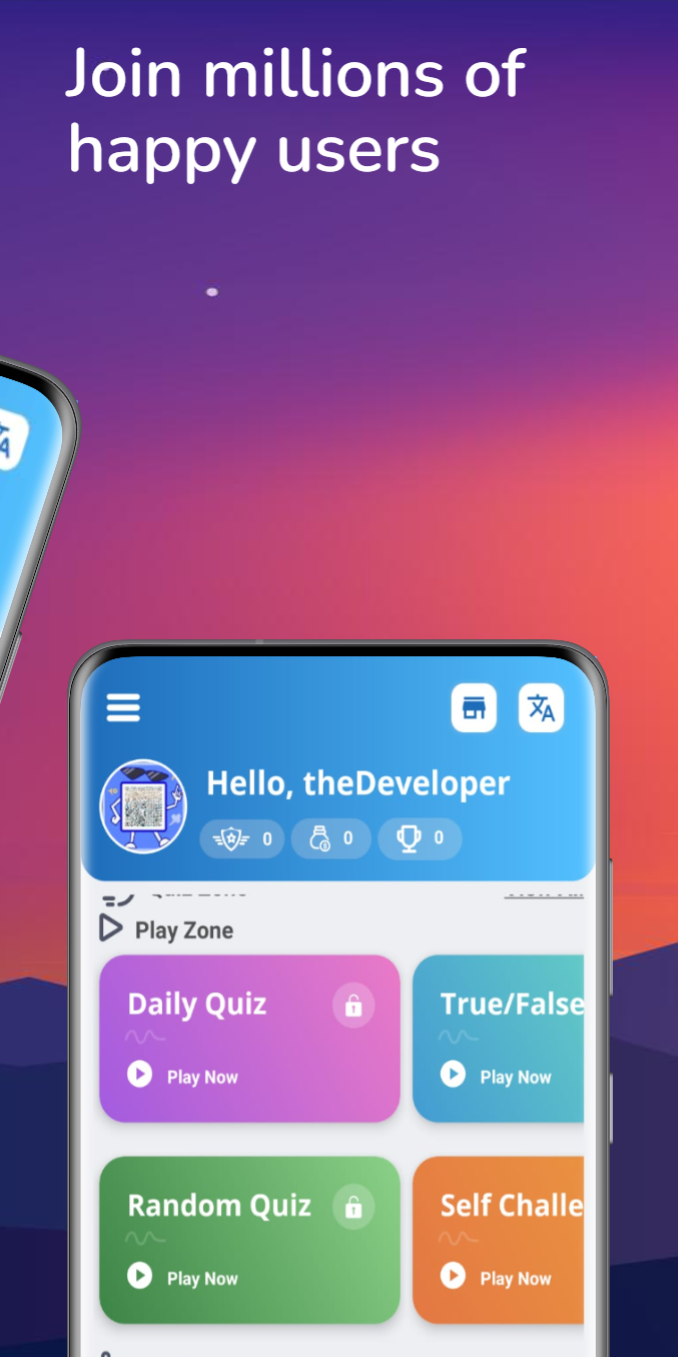 Join millions of
happy users
Hello, theDeveloper
0 0 0
Play Zone
Daily Quiz
True/False
Play Now
Play Now
Random Quiz
Self Challe
Play Now
Play Now